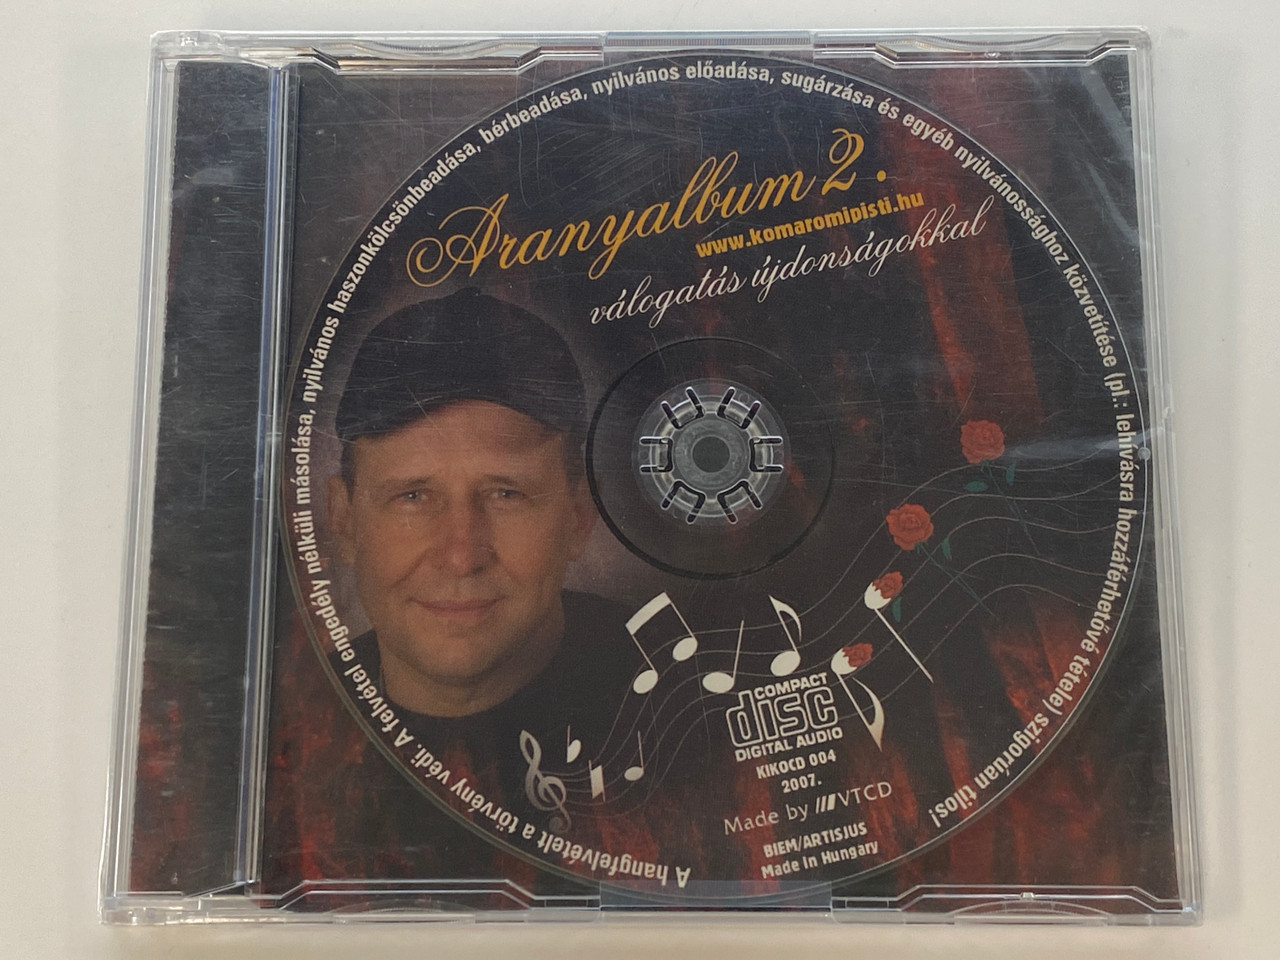 A hangfelvételt a törvény védi. A felvétel engedély nélküli másolása, nyilvános haszonkölcsönbeadása, bérbeadása, nyilvános előadása, sugárzása és egyéb nyilvánossághoz közvetítése (pl.: lehívásra hozzáférhetővé tétele) szigorúan tilos!
Aranyalbum 2.
www.komaromipisti.hu
válogatás újdonságokkal
COMPACT
disc
DIGITAL AUDIO
KIKOCD 004
2007.
Made by VTCD
BIEM/ARTISJUS
Made in Hungary